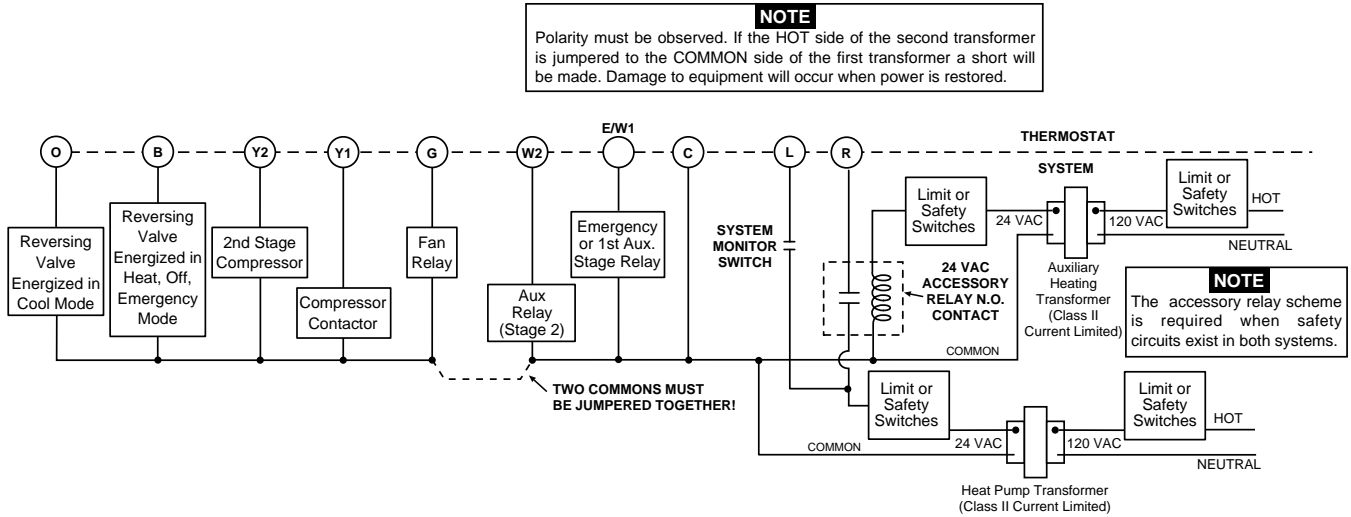 NOTE
Polarity must be observed. If the HOT side of the second transformer
is jumpered to the COMMON side of the first transformer a short will
be made. Damage to equipment will occur when power is restored.
O
B
Y2
Y1
G
W2
E/W1
C
L
R
THERMOSTAT
SYSTEM
Reversing
Valve
Energized in
Cool Mode
Reversing
Valve
Energized in
Heat, Off,
Emergency
Mode
2nd Stage
Compressor
Compressor
Contactor
Fan
Relay
Aux
Relay
(Stage 2)
Emergency
or 1st Aux.
Stage Relay
SYSTEM
MONITOR
SWITCH
24 VAC
ACCESSORY
RELAY N.O.
CONTACT
Limit or
Safety
Switches
24 VAC
120 VAC
Limit or
Safety
Switches
HOT
NEUTRAL
Auxiliary
Heating
Transformer
(Class II
Current Limited)
NOTE
The accessory relay scheme
is required when safety
circuits exist in both systems.
COMMON
TWO COMMONS MUST
BE JUMPERED TOGETHER!
Limit or
Safety
Switches
COMMON
24 VAC
120 VAC
Limit or
Safety
Switches
HOT
NEUTRAL
Heat Pump Transformer
(Class II Current Limited)